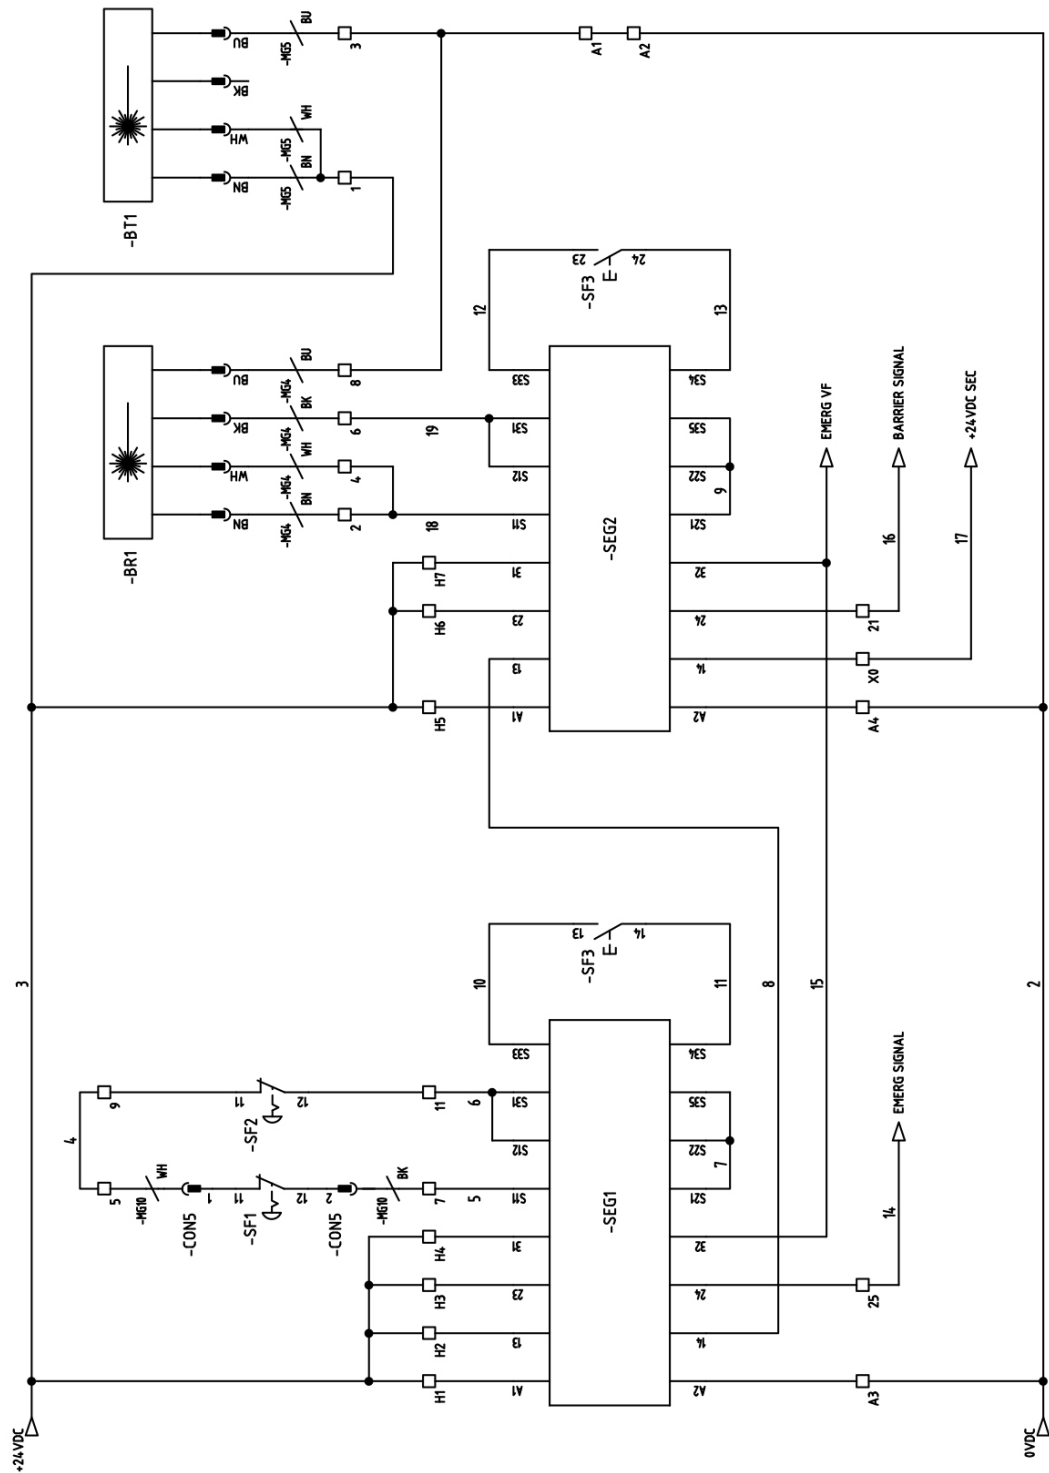 BU
BU
-MG5
3
BK
WH
WH
-MG5
BN
BN
-MG5
1
-BT1
A1
A2
23
24
-SF3
12
13
BU
BU
-MG4
8
BK
BK
-MG4
6
19
WH
WH
-MG4
4
BN
BN
-MG4
2
18
-BR1
S33
S34
S31
S35
S12
S22
9
S11
S21
-SEG2
H7
31
32
H6
23
24
21
13
14
X0
H5
A1
A2
A4
EMERG VF
BARRIER SIGNAL
16
+24VDC SEC
17
3
10
13
14
-SF3
11
8
15
2
S33
S34
9
11
12
-SF2
11
6
S31
S35
4
S12
S22
7
5
WH
-MG10
1
-CON5
11
12
-SF1
2
-CON5
BK
-MG10
7
5
S11
S21
-SEG1
H4
31
32
H3
23
24
25
EMERG SIGNAL
14
H2
13
14
H1
A1
A2
A3
+24VDC
0VDC